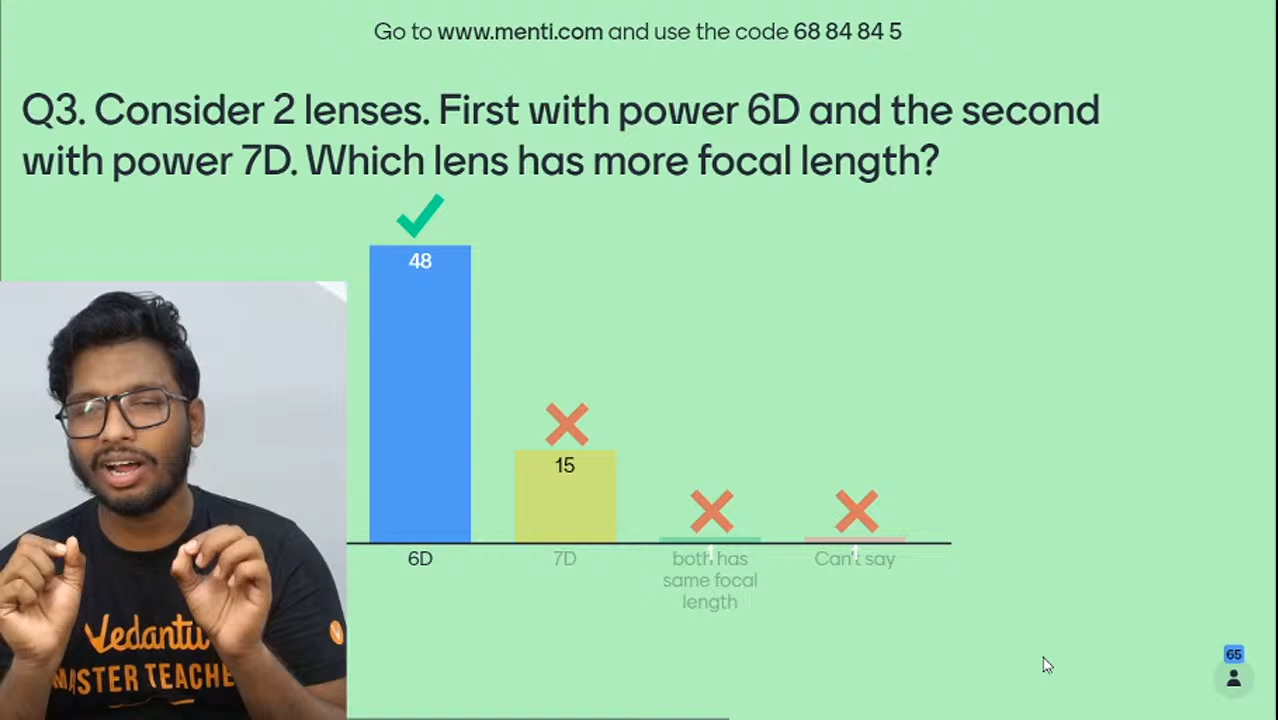 Go to www.menti.com and use the code 68 84 84 5
Q3. Consider 2 lenses. First with power 6D and the second
with power 7D. Which lens has more focal length?
48
15
1
1
6D
7D
both has
same focal
length
Can't say
Vedantu
MASTER TEACHE
65